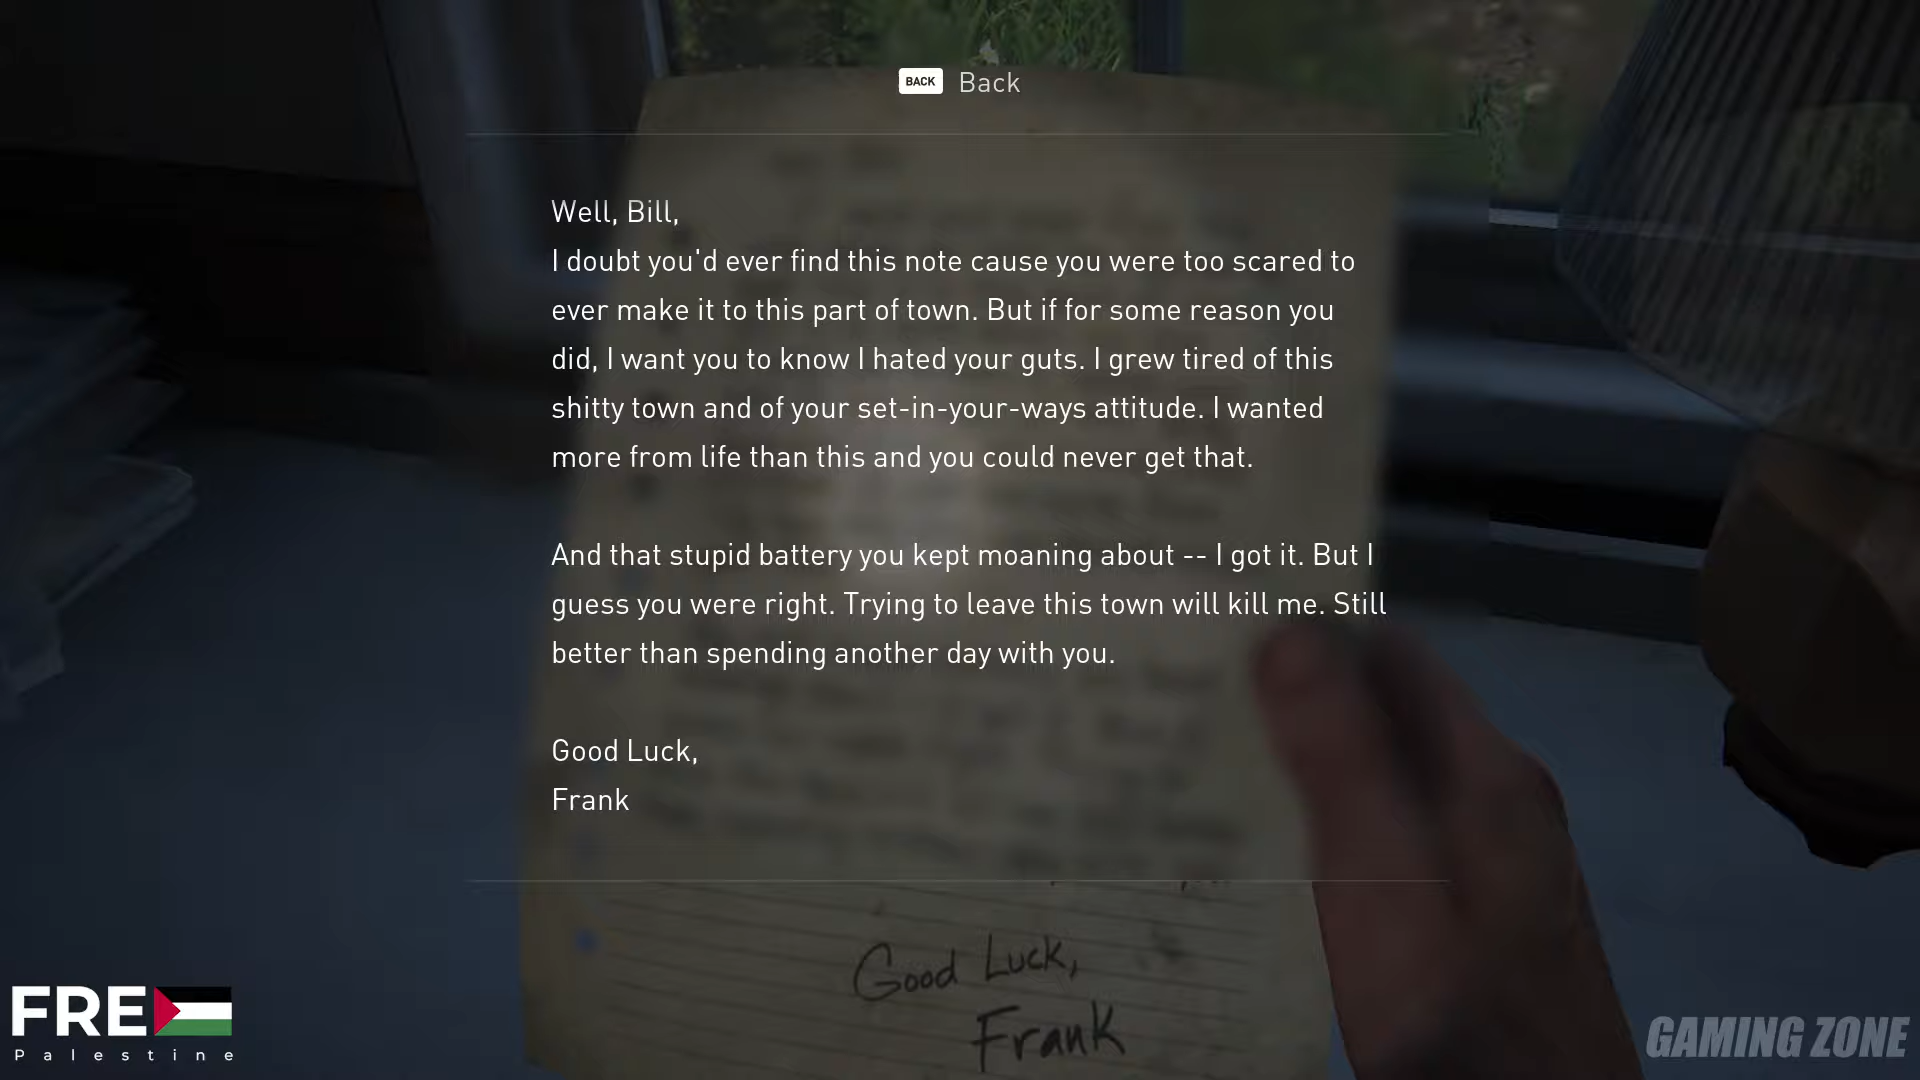 BACK Back
Well, Bill,
I doubt you'd ever find this note cause you were too scared to
ever make it to this part of town. But if for some reason you
did, I want you to know I hated your guts. I grew tired of this
shitty town and of your set-in-your-ways attitude. I wanted
more from life than this and you could never get that.
And that stupid battery you kept moaning about -- I got it. But I
guess you were right. Trying to leave this town will kill me. Still
better than spending another day with you.
Good Luck,
Frank
Good Luck,
Frank
FRE
Palestine
GAMING ZONE